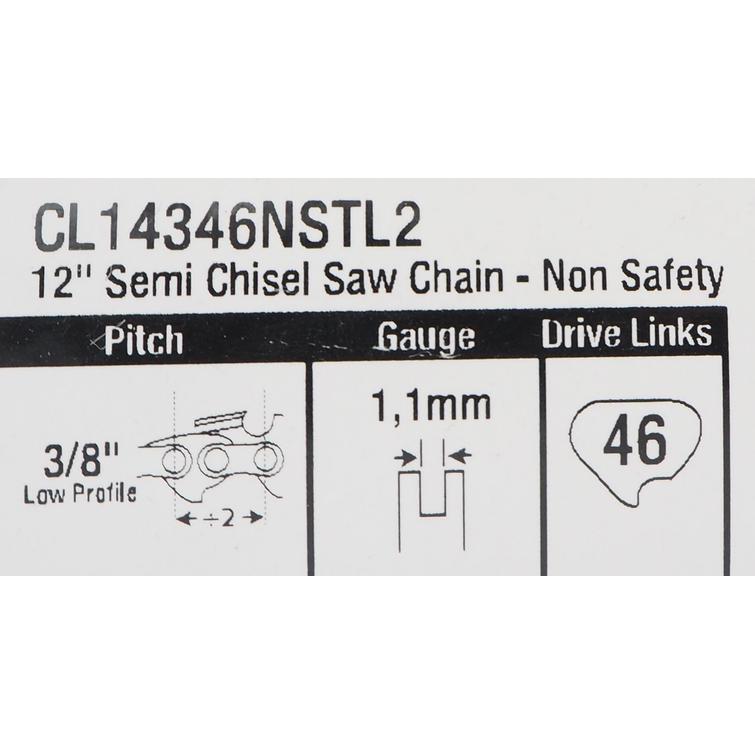 CL14346NSTL2
12" Semi Chisel Saw Chain - Non Safety
Pitch Gauge Drive Links
3/8"
Low Profile
÷2
1,1mm
46